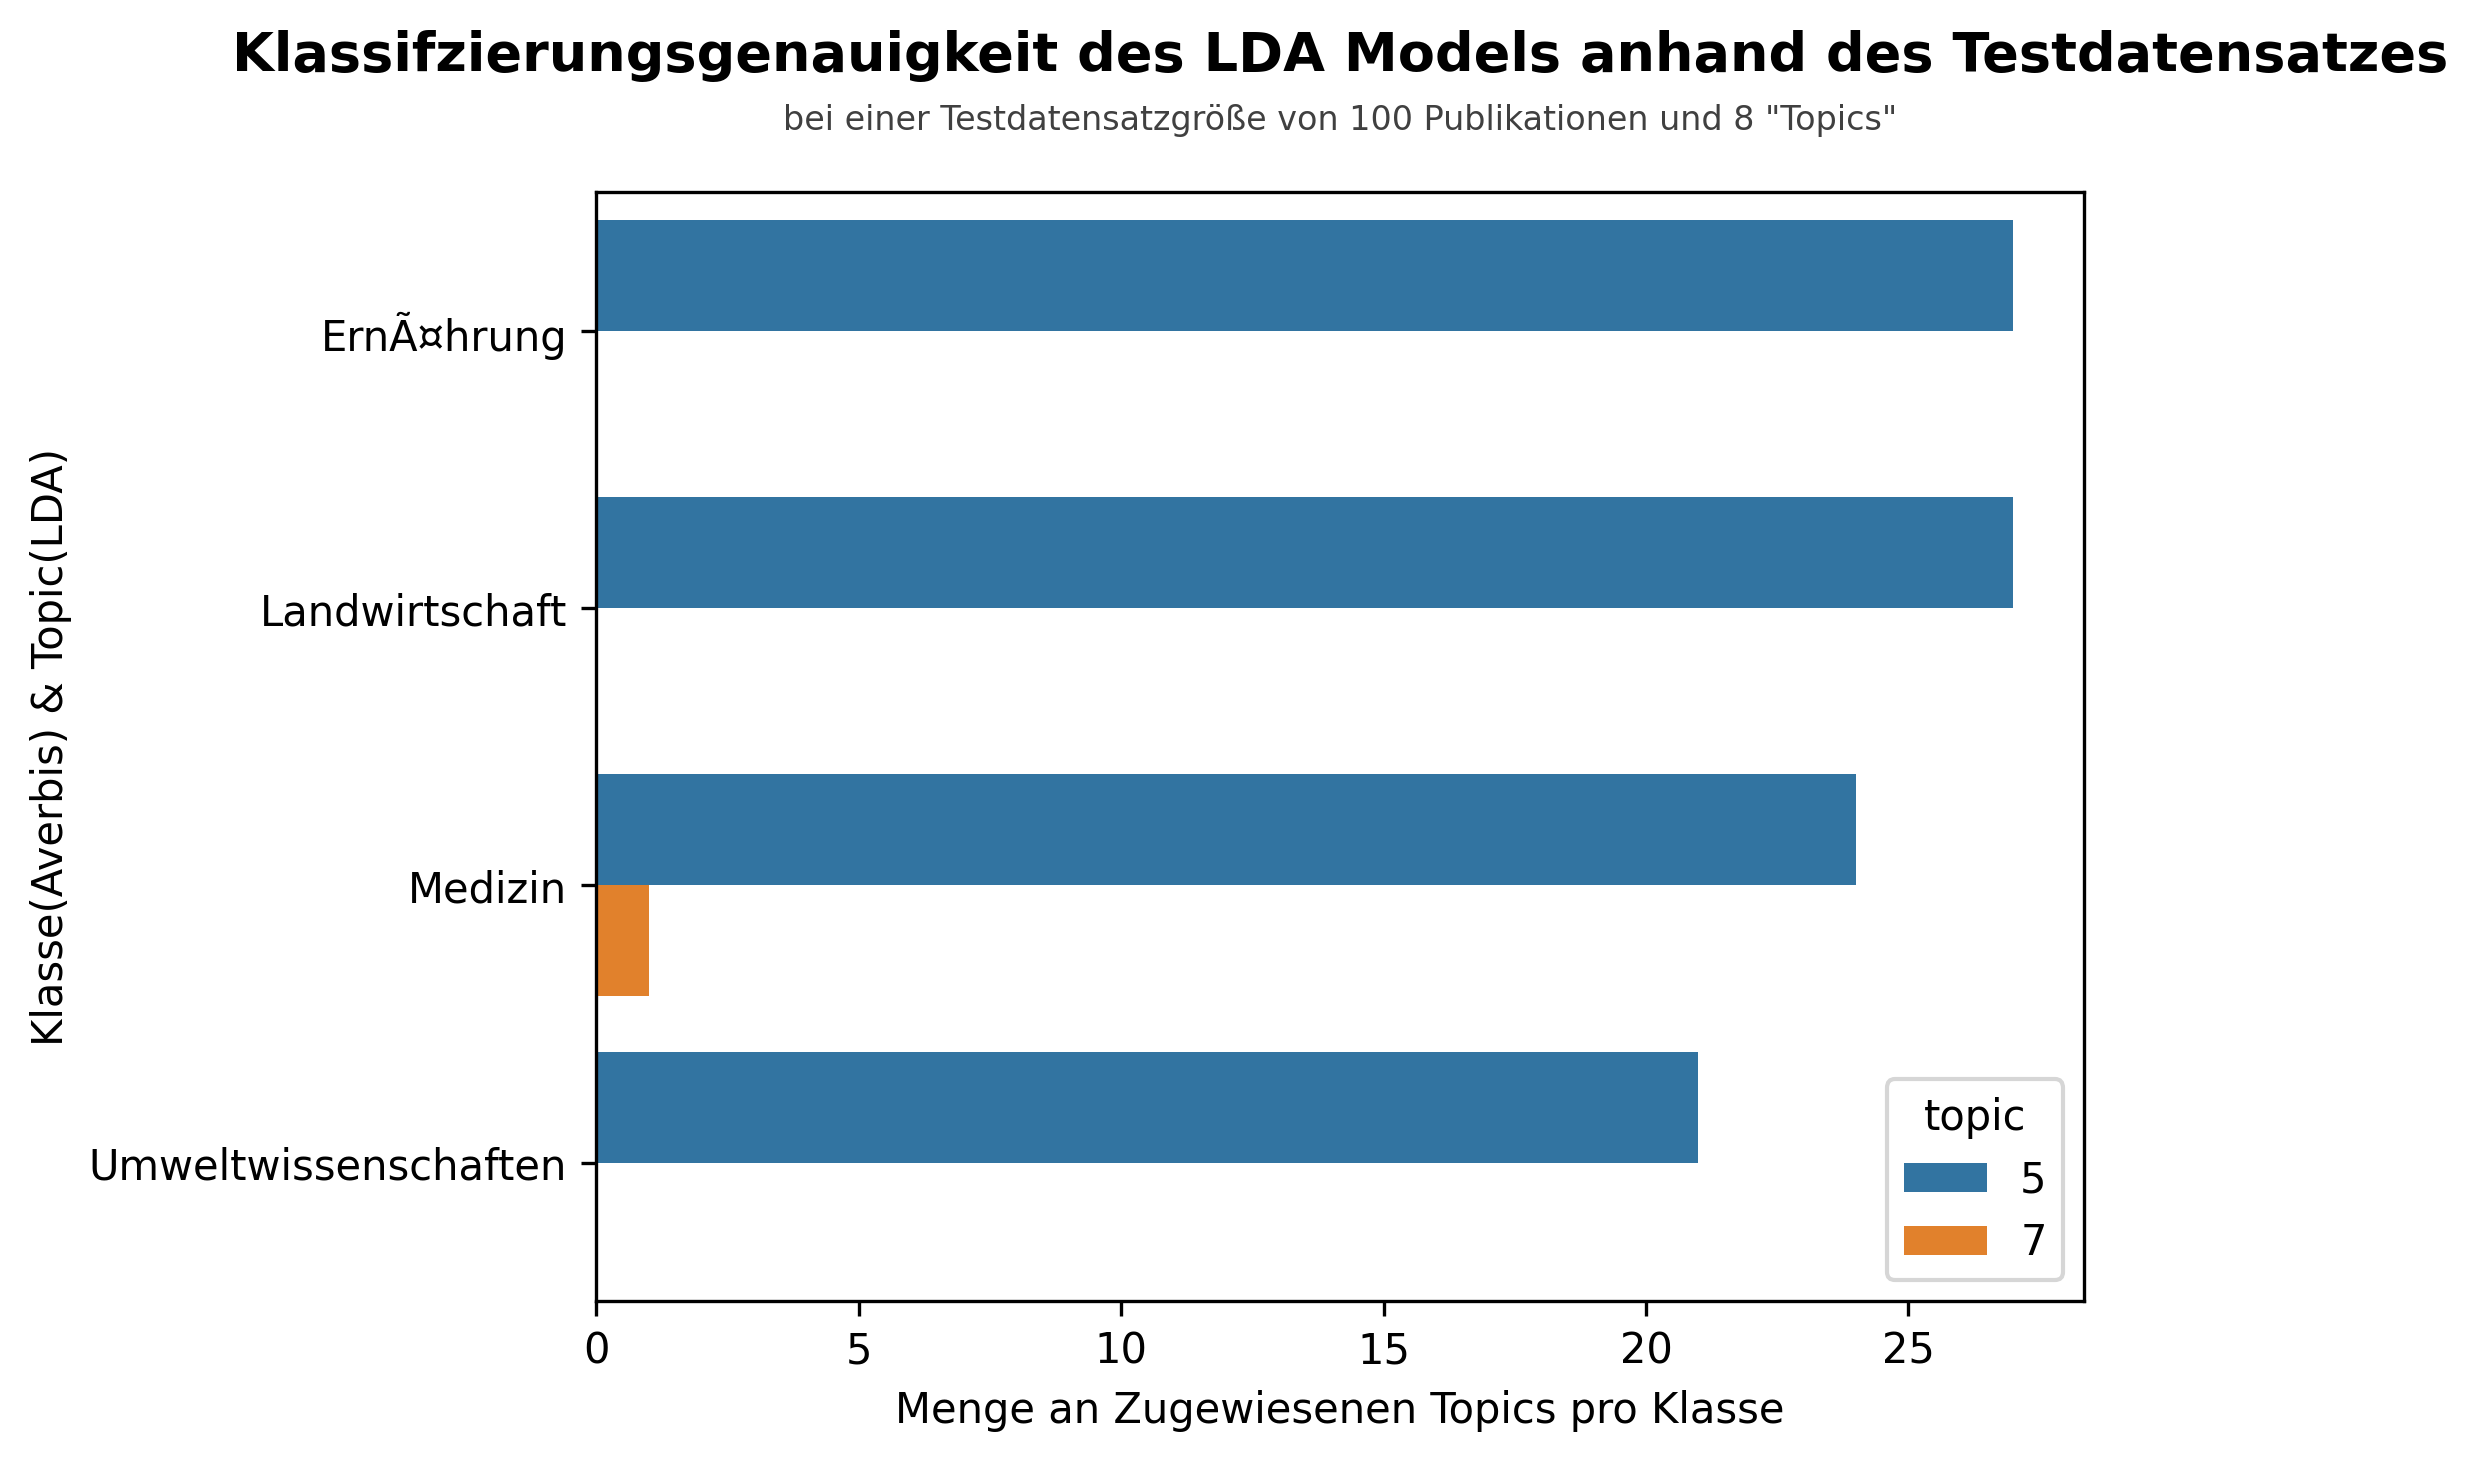 Klassifzierungsgenauigkeit des LDA Models anhand des Testdatensatzes
bei einer Testdatensatzgröße von 100 Publikationen und 8 "Topics"
Klasse(Averbis) & Topic(LDA)
ErnÃ¤hrung
Landwirtschaft
Medizin
Umweltwissenschaften
topic
5
7
0 5 10 15 20 25
Menge an Zugewiesenen Topics pro Klasse